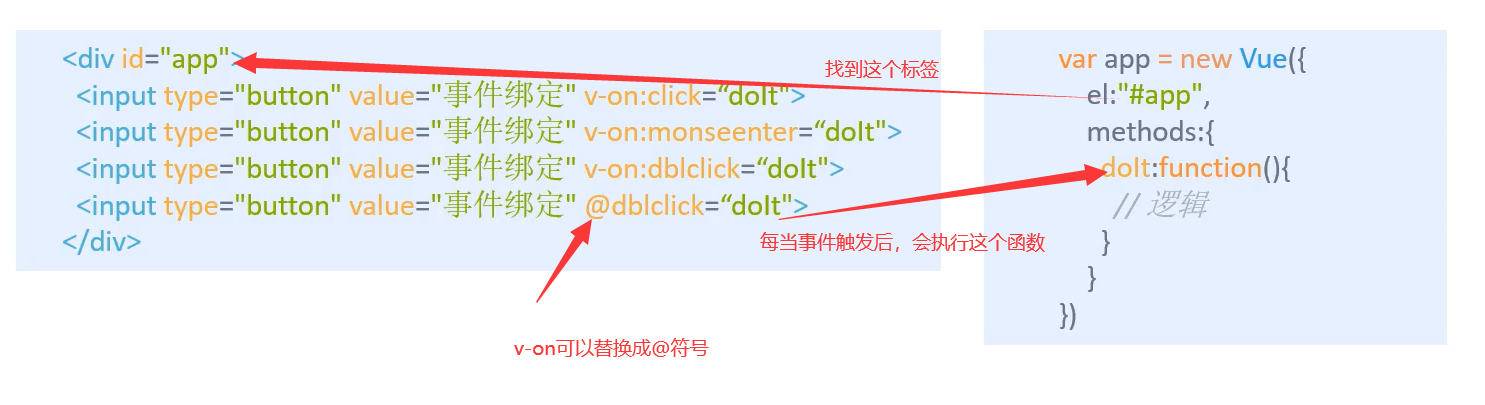 <div id="app">
<input type="button" value="事件绑定" v-on:click=“doIt">
<input type="button" value="事件绑定" v-on:monseenter=“doIt">
<input type="button" value="事件绑定" v-on:dblclick=“doIt">
<input type="button" value="事件绑定" @dblclick=“doIt">
</div>
找到这个标签
每当事件触发后，会执行这个函数
v-on可以替换成@符号
var app = new Vue({
el:"#app",
methods:{
doIt:function(){
// 逻辑
}
}
})